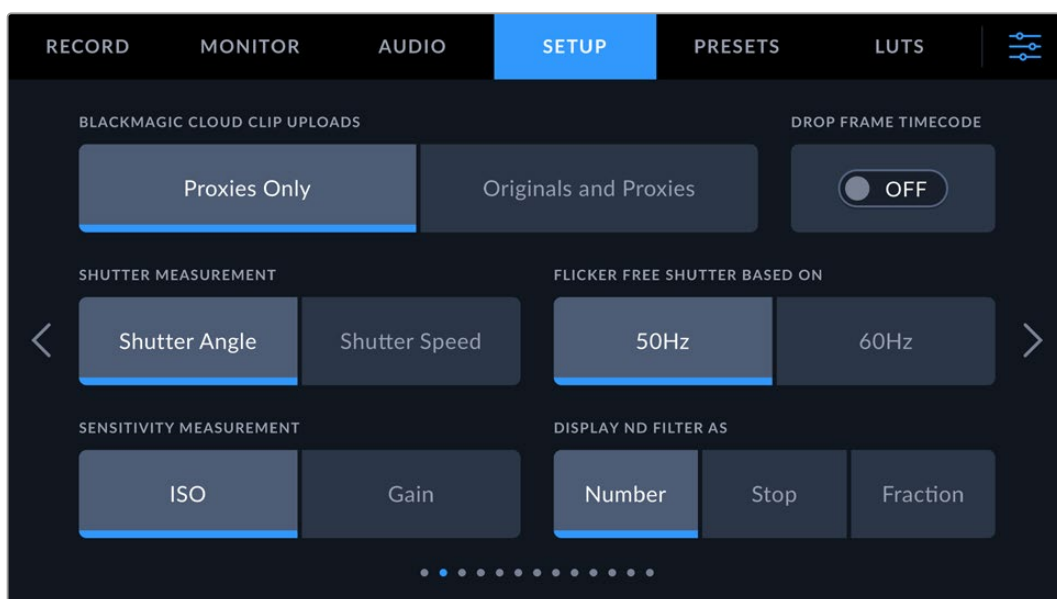 RECORD MONITOR AUDIO SETUP PRESETS LUTS
BLACKMAGIC CLOUD CLIP UPLOADS DROP FRAME TIMECODE
Proxies Only Originals and Proxies OFF
SHUTTER MEASUREMENT FLICKER FREE SHUTTER BASED ON
Shutter Angle Shutter Speed 50Hz 60Hz
SENSITIVITY MEASUREMENT DISPLAY ND FILTER AS
ISO Gain Number Stop Fraction